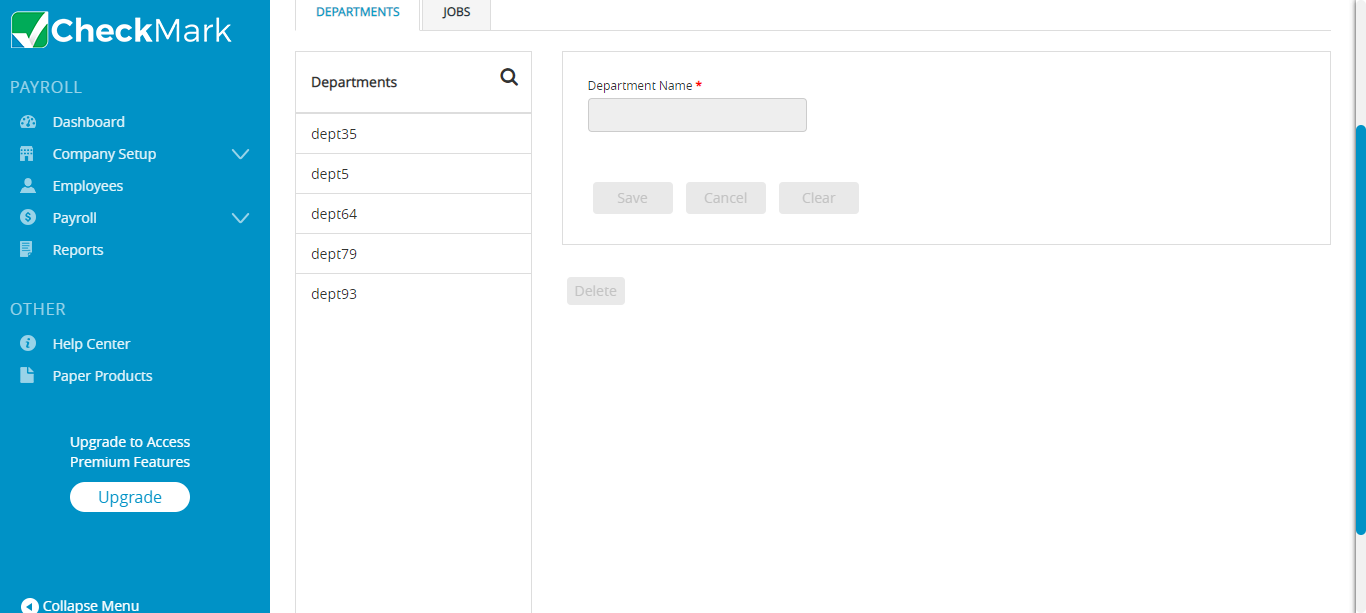 CheckMark
PAYROLL
Dashboard
Company Setup
Employees
Payroll
Reports
OTHER
Help Center
Paper Products
Upgrade to Access
Premium Features
Upgrade
Collapse Menu
DEPARTMENTS JOBS
Departments
dept35
dept5
dept64
dept79
dept93
Department Name *
Save Cancel Clear
Delete